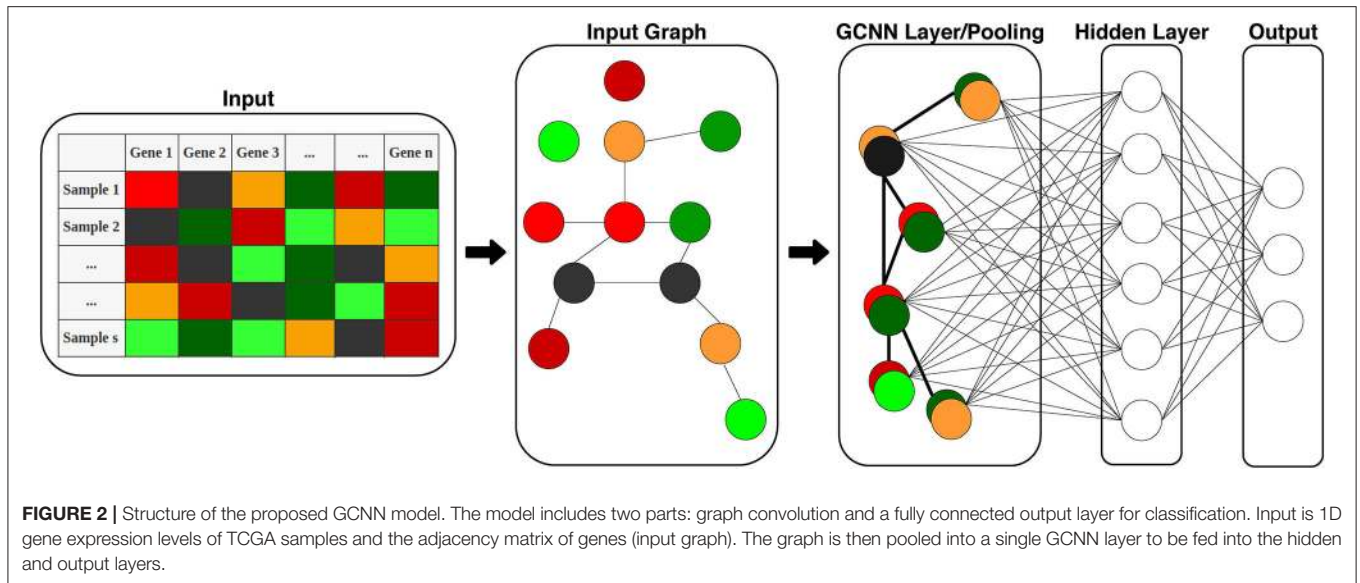 Input
Input Graph
GCNN Layer/Pooling
Hidden Layer
Output
Gene 1 Gene 2 Gene 3 ... ... Gene n
Sample 1
Sample 2
...
...
Sample s
FIGURE 2 | Structure of the proposed GCNN model. The model includes two parts: graph convolution and a fully connected output layer for classification. Input is 1D
gene expression levels of TCGA samples and the adjacency matrix of genes (input graph). The graph is then pooled into a single GCNN layer to be fed into the hidden
and output layers.